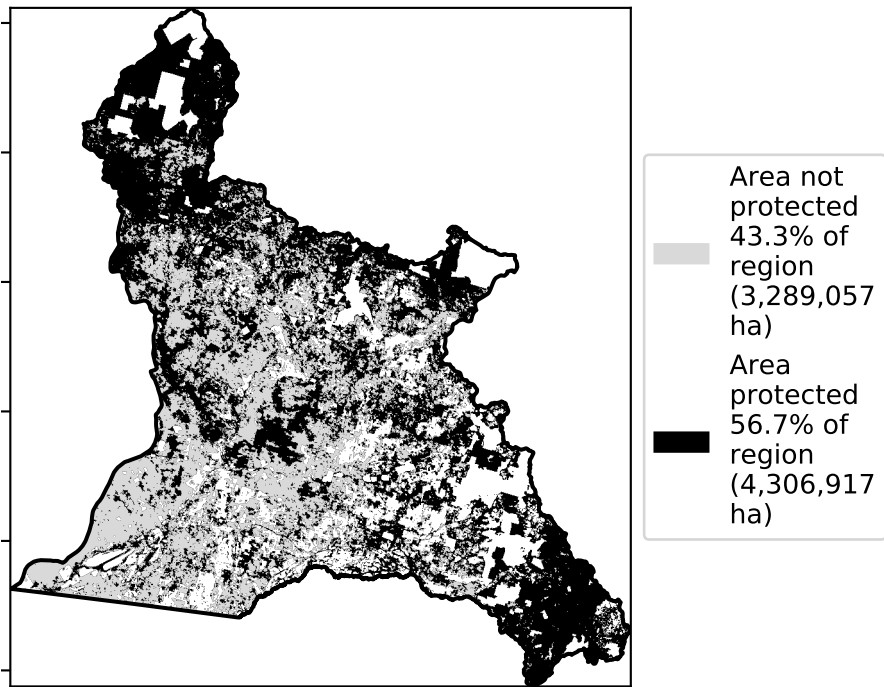 Area not
protected
43.3% of
region
(3,289,057
ha)
Area
protected
56.7% of
region
(4,306,917
ha)